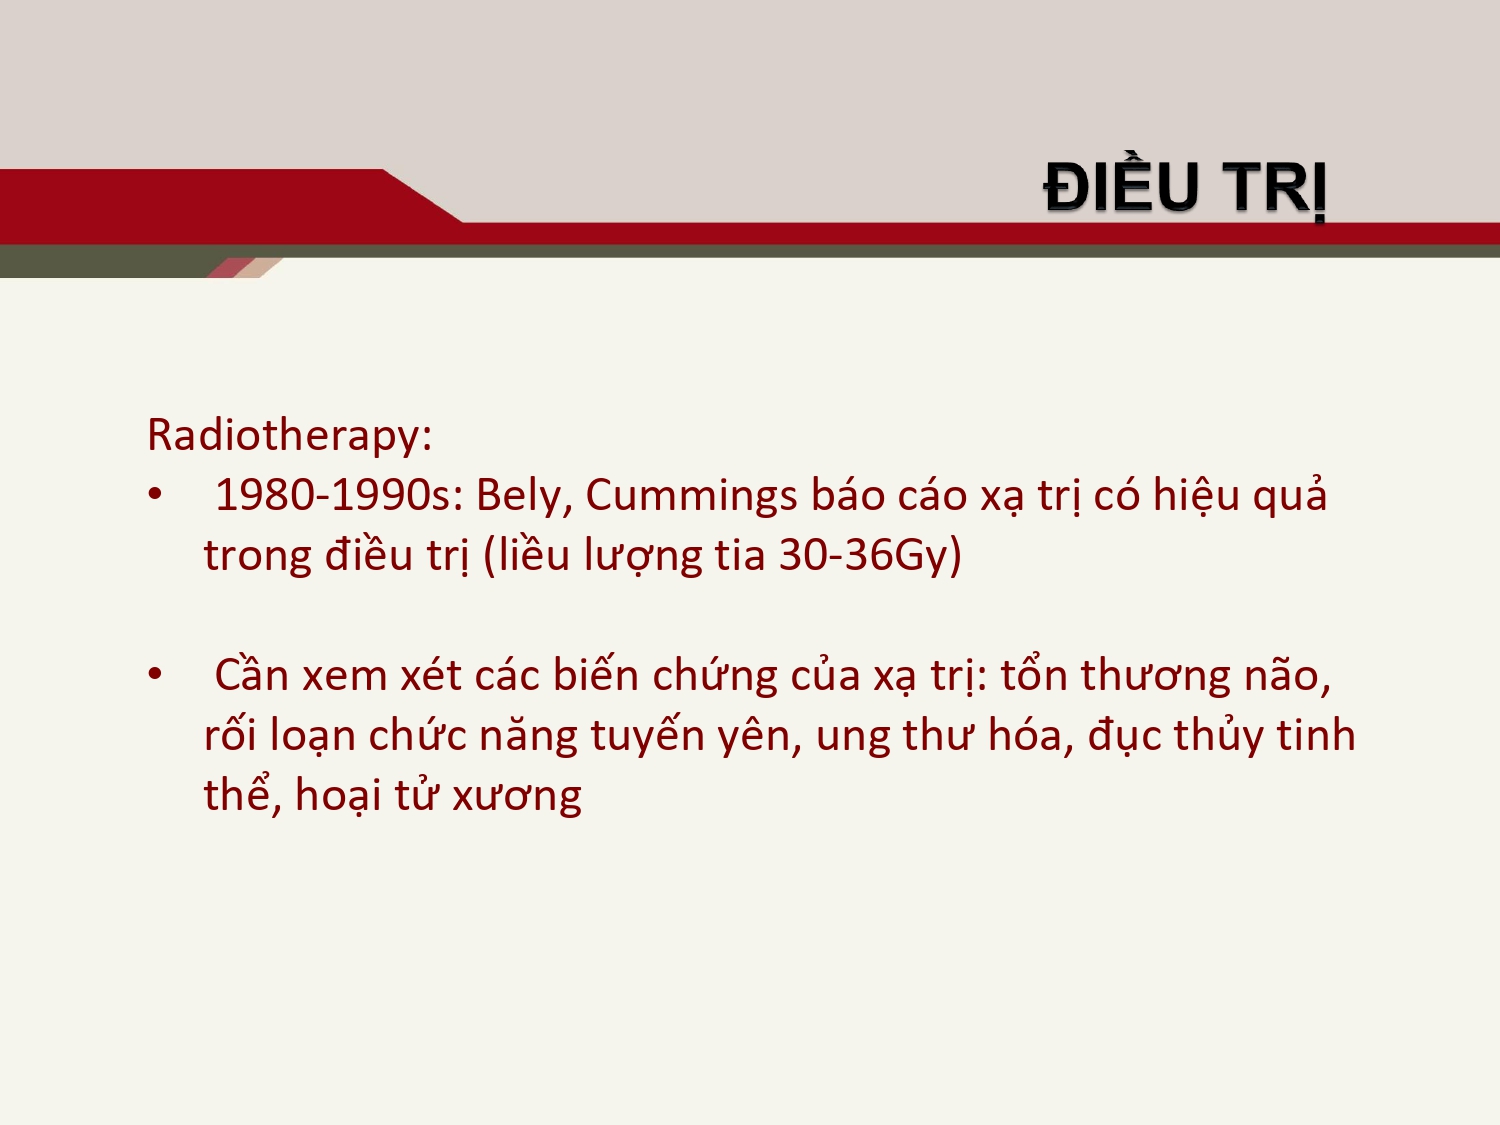 ĐIỀU TRỊ
Radiotherapy:
• 1980-1990s: Bely, Cummings báo cáo xạ trị có hiệu quả
trong điều trị (liều lượng tia 30-36Gy)
• Cần xem xét các biến chứng của xạ trị: tổn thương não,
rối loạn chức năng tuyến yên, ung thư hóa, đục thủy tinh
thể, hoại tử xương